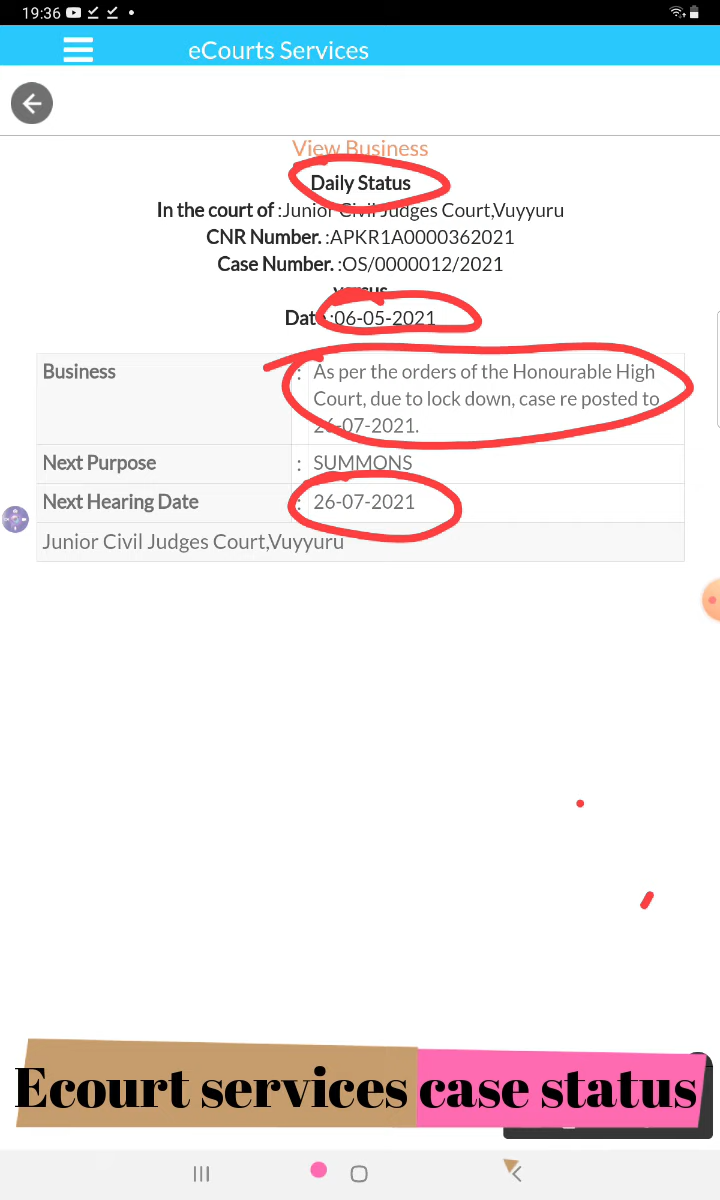 19:36
eCourts Services
View Business
Daily Status
In the court of :Junior Civil Judges Court,Vuyyuru
CNR Number. :APKR1A0000362021
Case Number. :OS/0000012/2021
versus
Date :06-05-2021
Business : As per the orders of the Honourable High
Court, due to lock down, case re posted to
26-07-2021.
Next Purpose : SUMMONS
Next Hearing Date : 26-07-2021
Junior Civil Judges Court,Vuyyuru
Ecourt services case status